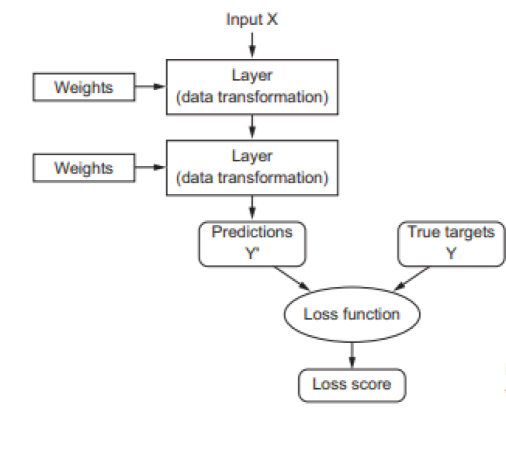 Input X
Weights
Layer
(data transformation)
Weights
Layer
(data transformation)
Predictions
Y'
True targets
Y
Loss function
Loss score